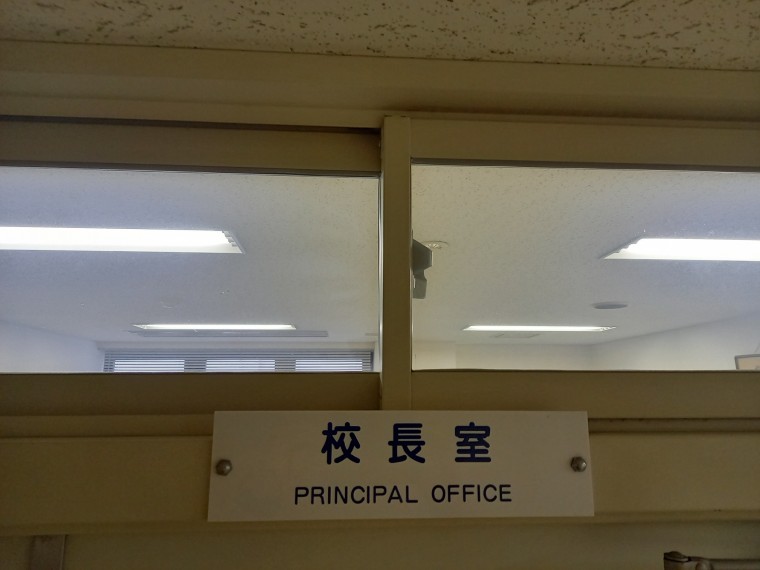 校長室
PRINCIPAL OFFICE